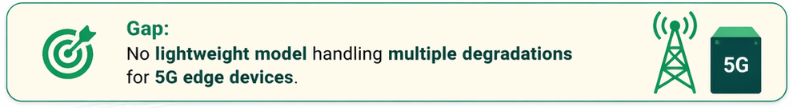 Gap:
No lightweight model handling multiple degradations
for 5G edge devices.
5G